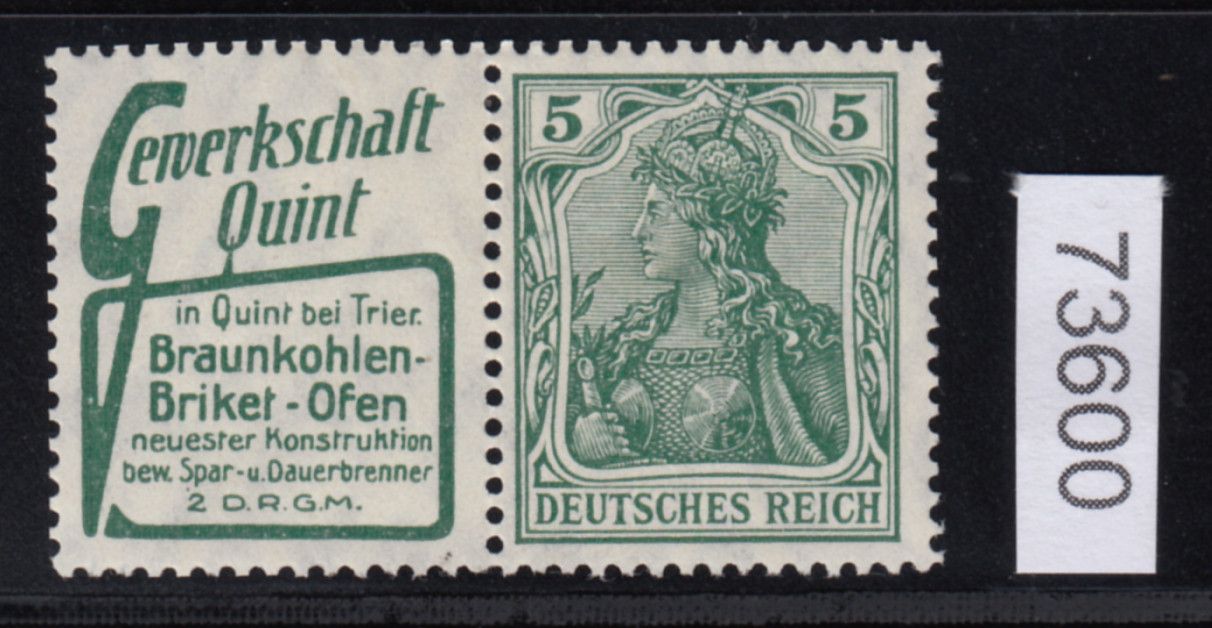 Gewerkschaft
Quint
in Quint bei Trier.
Braunkohlen-
Briket-Ofen
neuester Konstruktion
bew. Spar-u.Dauerbrenner
2 D.R.G.M.
5 5
DEUTSCHES REICH
73600